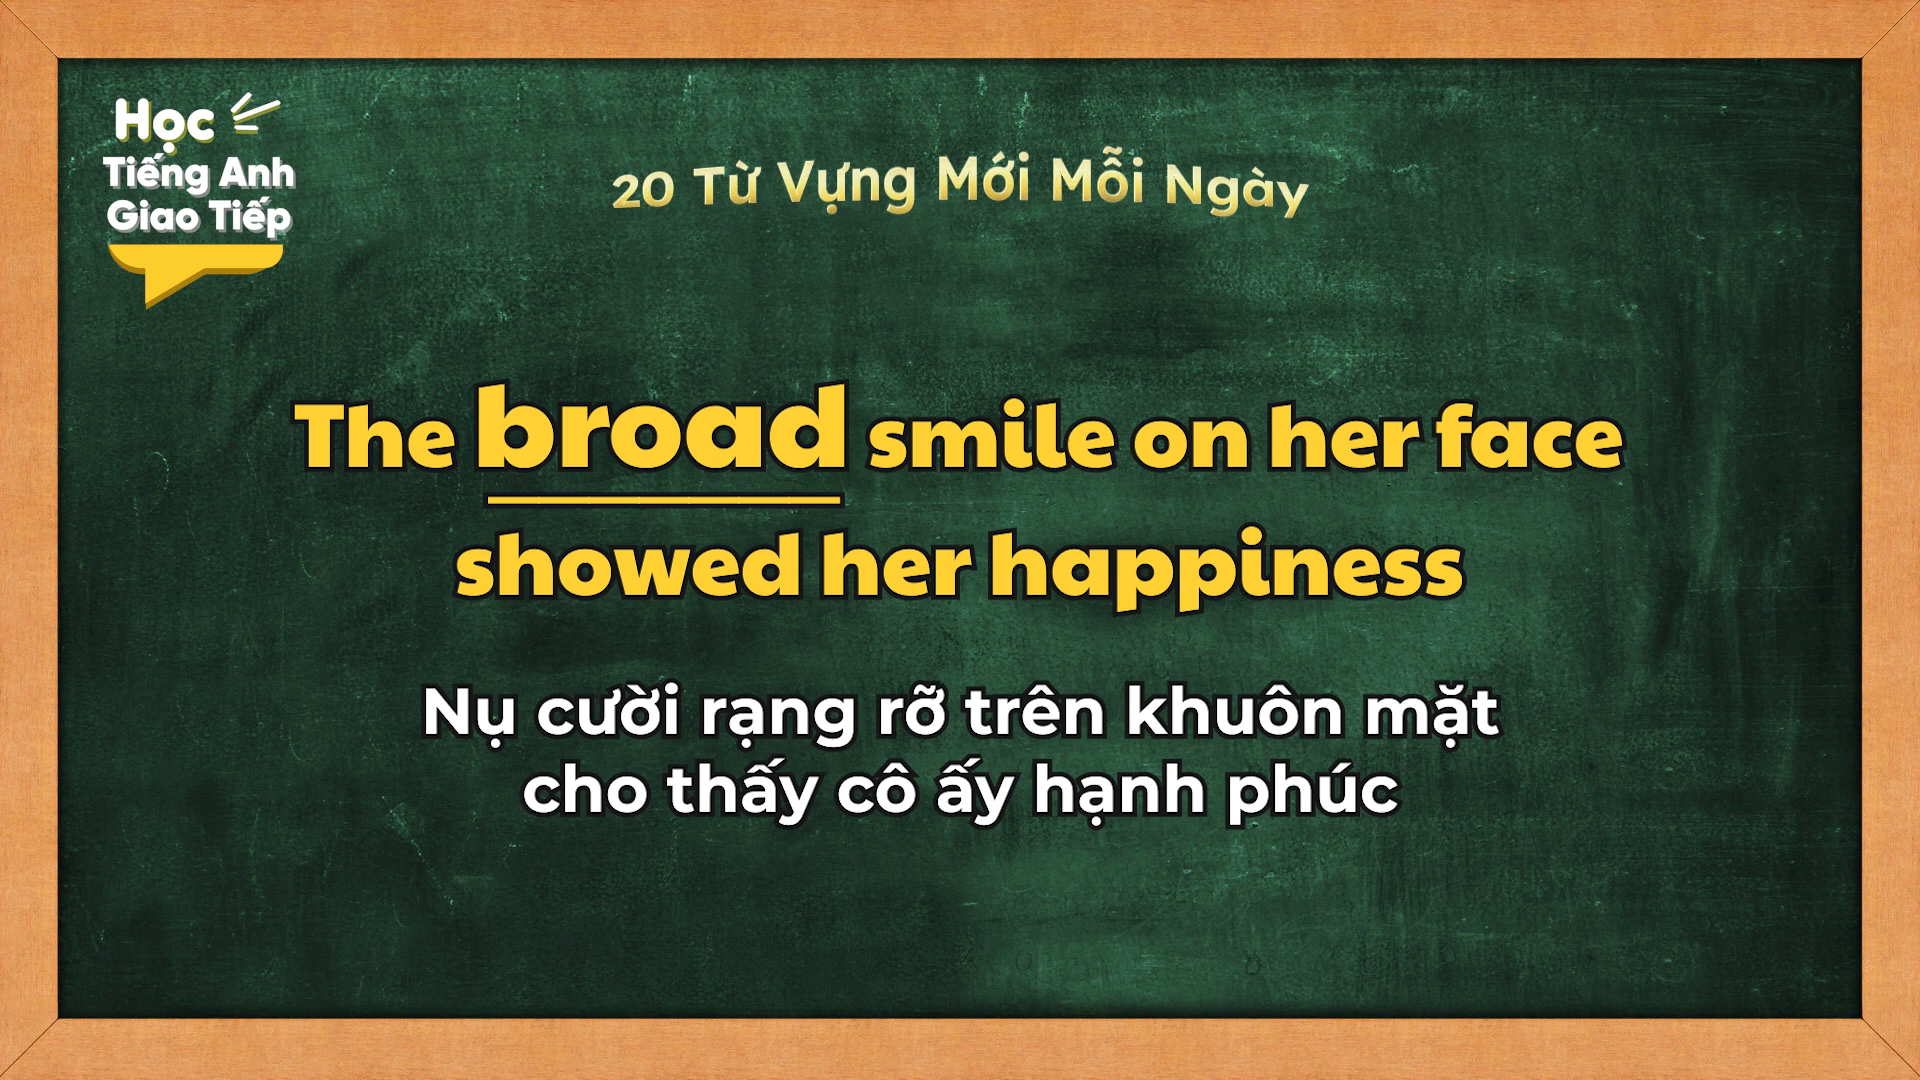 Học
Tiếng Anh
Giao Tiếp
20 Từ Vựng Mới Mỗi Ngày
The broad smile on her face
showed her happiness
Nụ cười rạng rỡ trên khuôn mặt
cho thấy cô ấy hạnh phúc